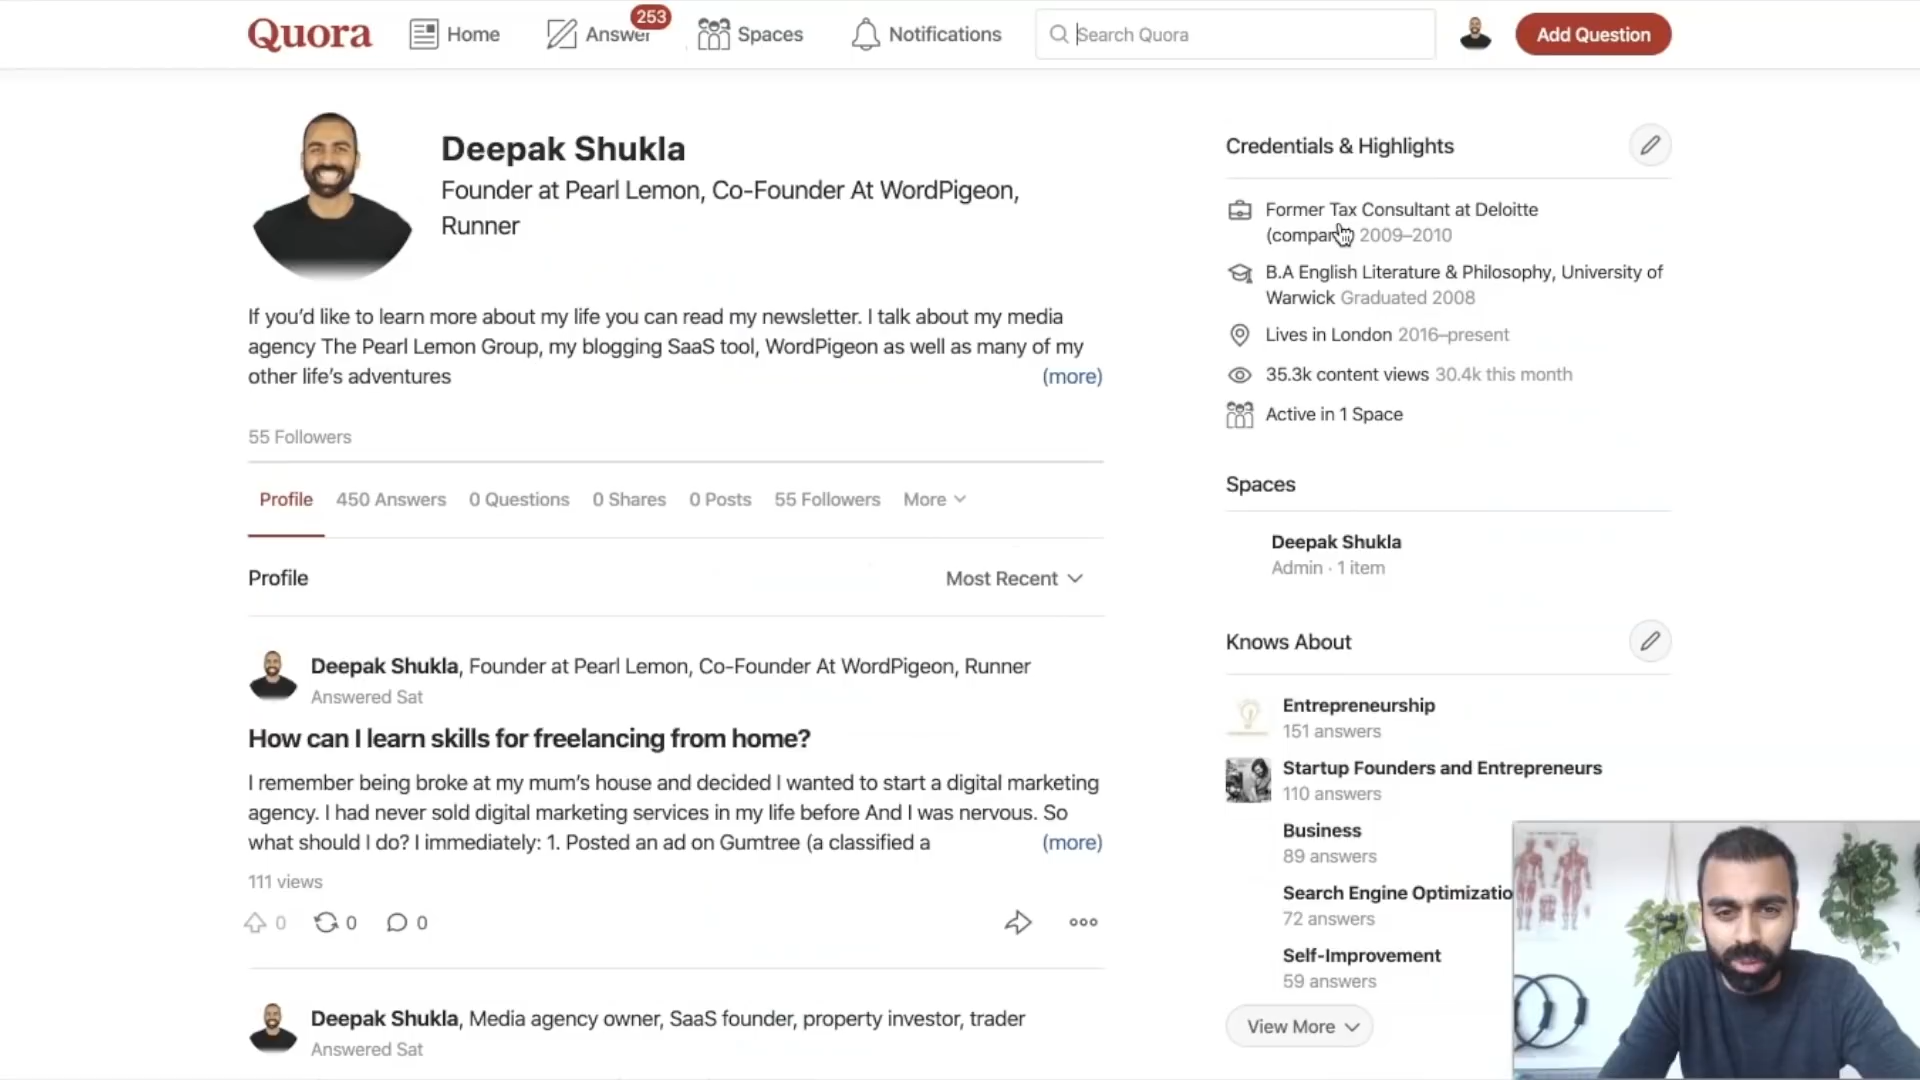 Quora
Home
Answer
253
Spaces
Notifications
Search Quora
Add Question
Deepak Shukla
Founder at Pearl Lemon, Co-Founder At WordPigeon,
Runner
If you'd like to learn more about my life you can read my newsletter. I talk about my media
agency The Pearl Lemon Group, my blogging SaaS tool, WordPigeon as well as many of my
other life's adventures (more)
55 Followers
Profile 450 Answers 0 Questions 0 Shares 0 Posts 55 Followers More
Profile Most Recent
Deepak Shukla, Founder at Pearl Lemon, Co-Founder At WordPigeon, Runner
Answered Sat
How can I learn skills for freelancing from home?
I remember being broke at my mum's house and decided I wanted to start a digital marketing
agency. I had never sold digital marketing services in my life before And I was nervous. So
what should I do? I immediately: 1. Posted an ad on Gumtree (a classified a (more)
111 views
0 0 0
Deepak Shukla, Media agency owner, SaaS founder, property investor, trader
Answered Sat
Credentials & Highlights
Former Tax Consultant at Deloitte
2009–2010
B.A English Literature & Philosophy, University of
Warwick Graduated 2008
Lives in London 2016–present
35.3k content views 30.4k this month
Active in 1 Space
Spaces
Deepak Shukla
Admin · 1 item
Knows About
Entrepreneurship
151 answers
Startup Founders and Entrepreneurs
110 answers
Business
89 answers
Search Engine Optimizatio
72 answers
Self-Improvement
59 answers
View More